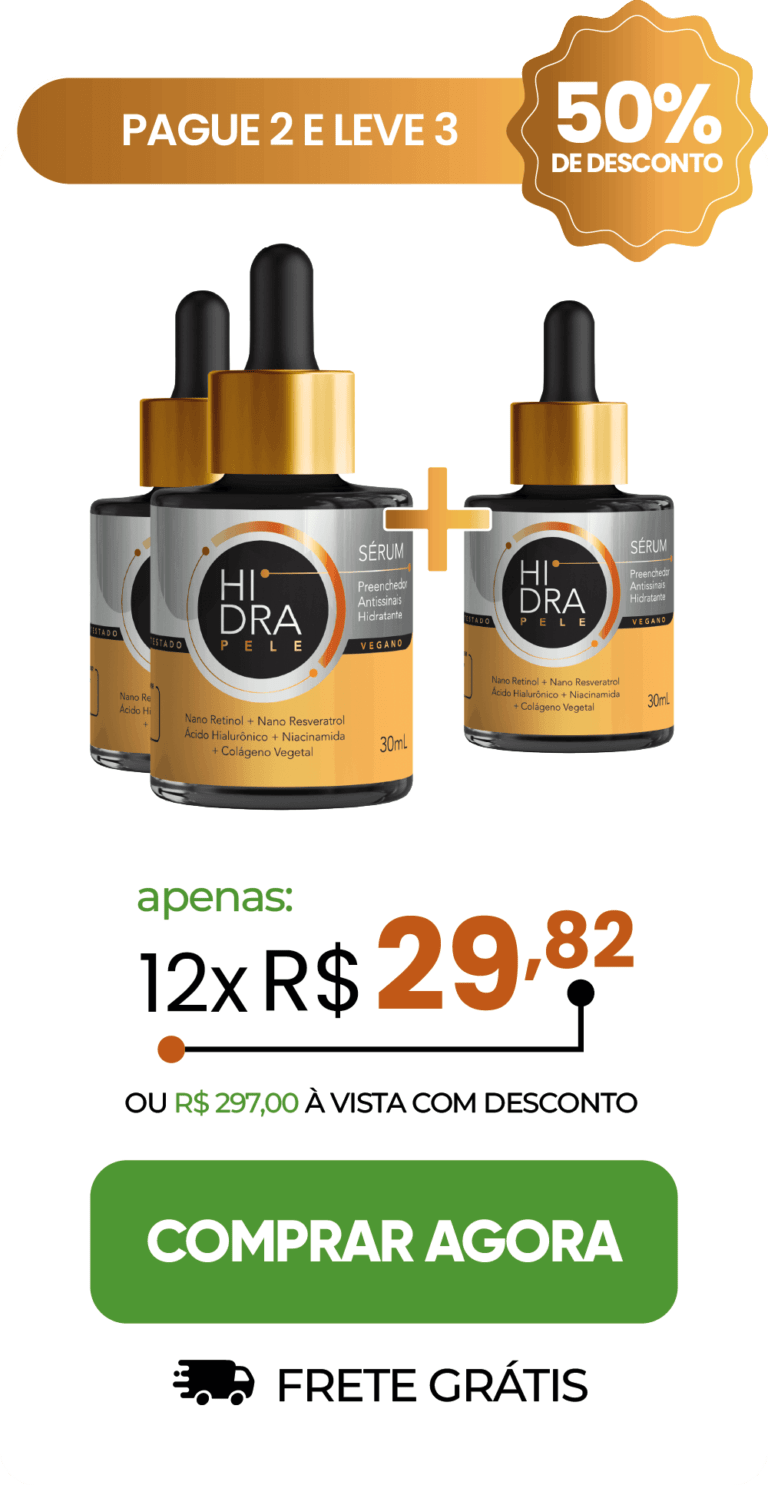 PAGUE 2 E LEVE 3
50%
DE DESCONTO
HI
DRA
PELE
SÉRUM
Preenchedor
Antissinais
Hidratante
VEGANO
TESTADO
Nano Retinol + Nano Resveratrol
Ácido Hialurônico + Niacinamida
+ Colágeno Vegetal
30mL
HI
DRA
PELE
SÉRUM
Preenchedor
Antissinais
Hidratante
VEGANO
Nano Retinol + Nano Resveratrol
Ácido Hialurônico + Niacinamida
+ Colágeno Vegetal
30mL
apenas:
12x R$ 29,82
OU R$ 297,00 À VISTA COM DESCONTO
COMPRAR AGORA
FRETE GRÁTIS